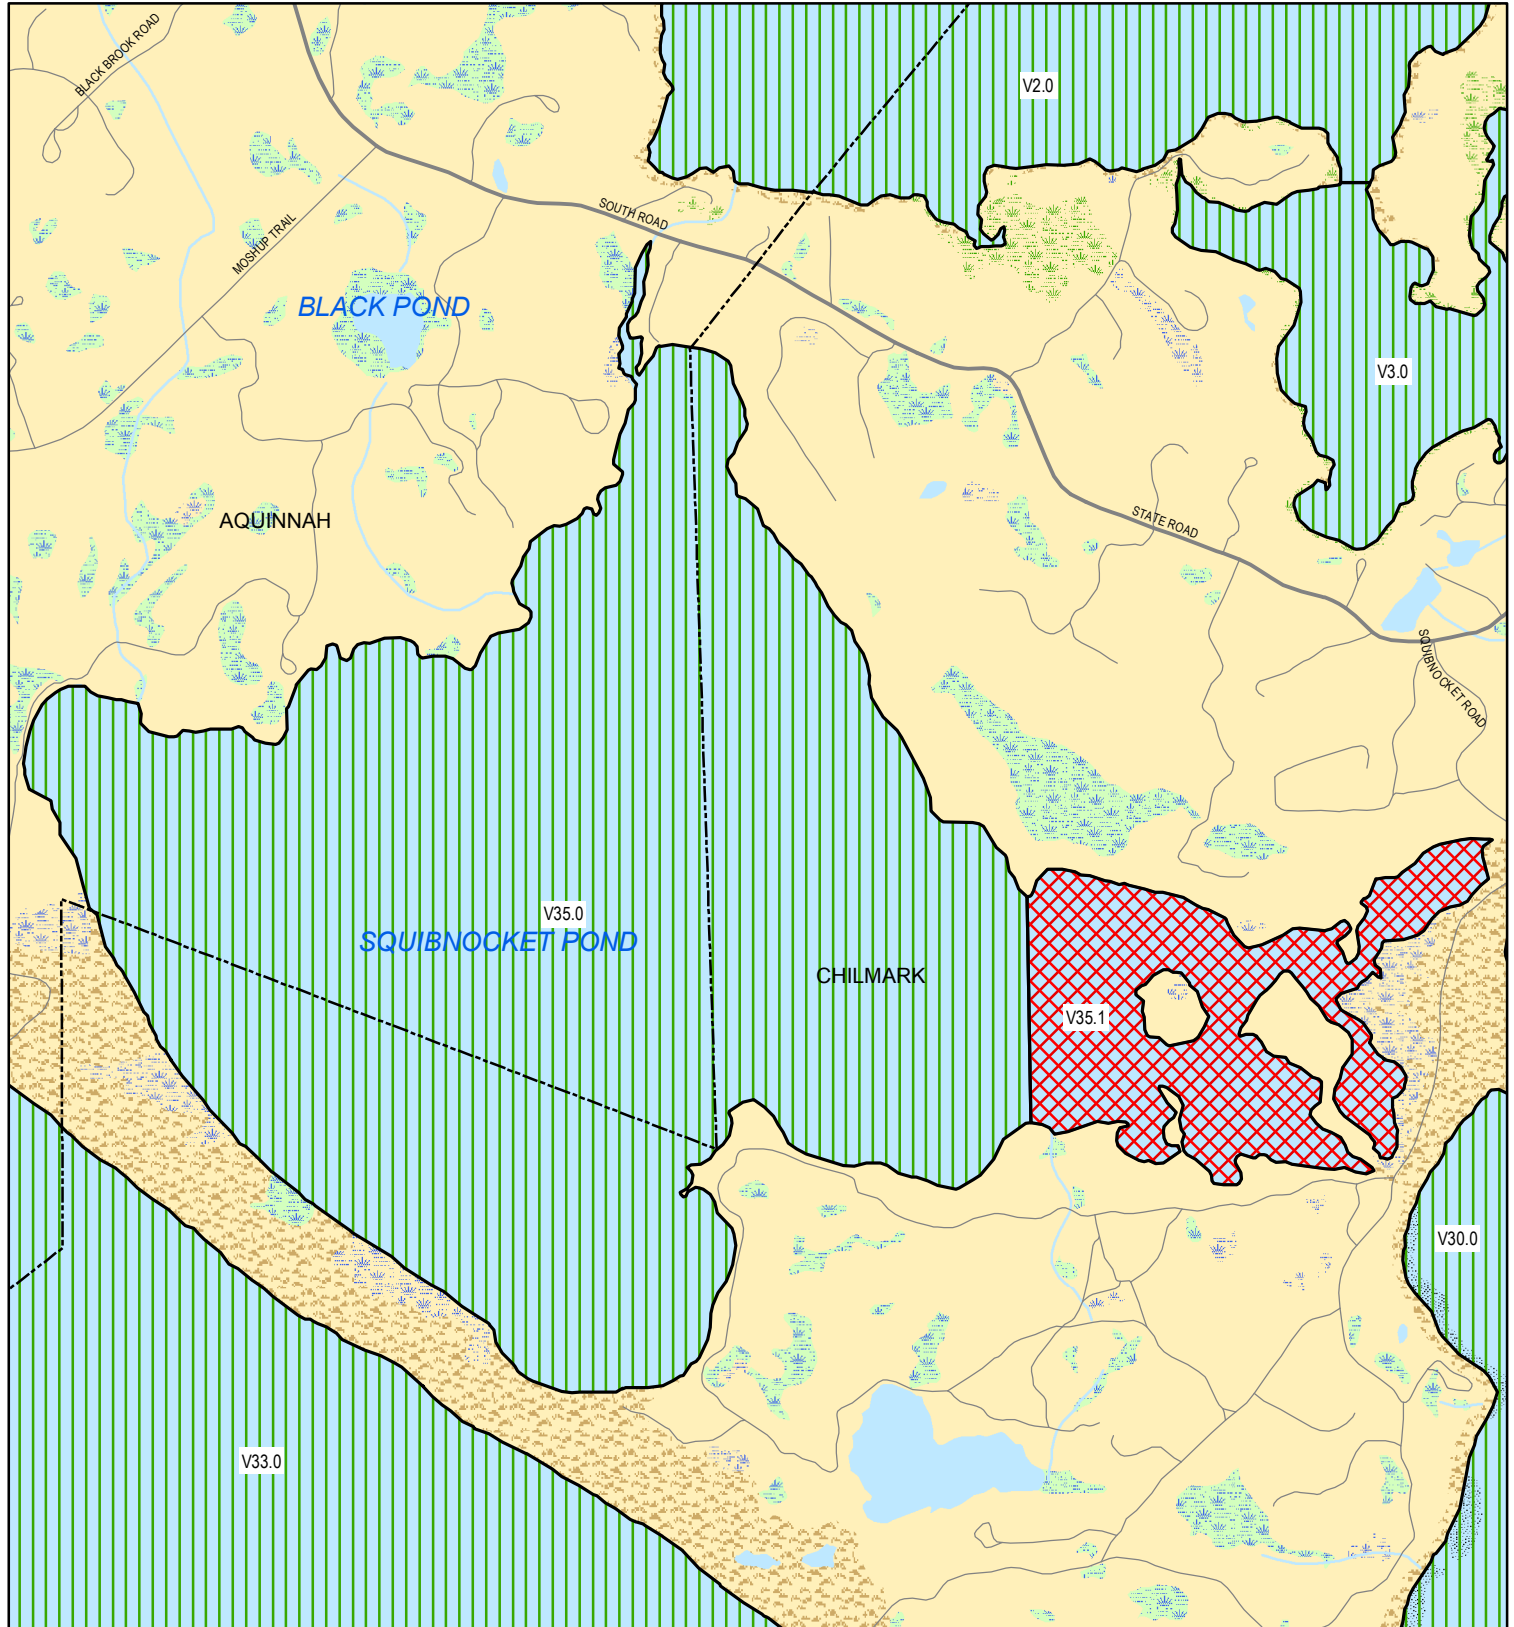 BLACK BROOK ROAD
V2.0
SOUTH ROAD
MOSHUP TRAIL
BLACK POND
V3.0
AQUINNAH
STATE ROAD
SQUIBNOCKET ROAD
V35.0
SQUIBNOCKET POND
CHILMARK
V35.1
V30.0
V33.0